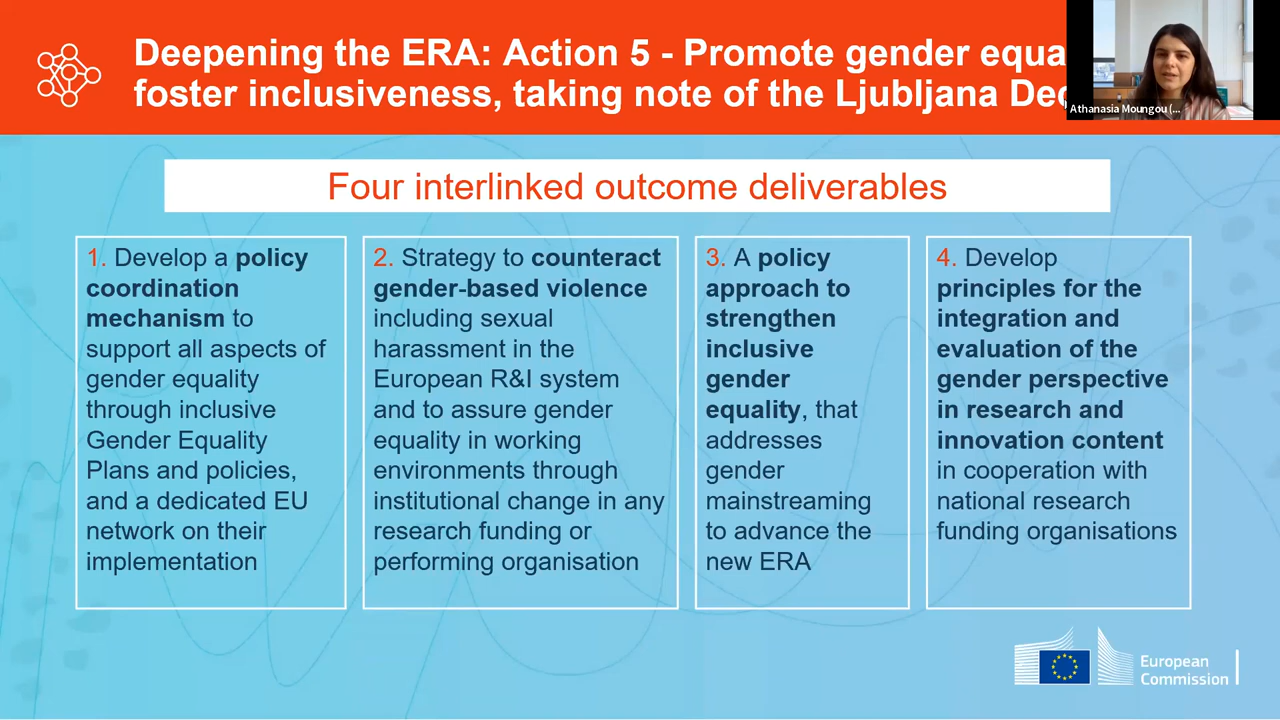 Deepening the ERA: Action 5 - Promote gender equa
foster inclusiveness, taking note of the Ljubljana Dec
Athanasia Moungou (...
Four interlinked outcome deliverables
1. Develop a policy
coordination
mechanism to
support all aspects of
gender equality
through inclusive
Gender Equality
Plans and policies,
and a dedicated EU
network on their
implementation
2. Strategy to counteract
gender-based violence
including sexual
harassment in the
European R&I system
and to assure gender
equality in working
environments through
institutional change in any
research funding or
performing organisation
3. A policy
approach to
strengthen
inclusive
gender
equality, that
addresses
gender
mainstreaming
to advance the
new ERA
4. Develop
principles for the
integration and
evaluation of the
gender perspective
in research and
innovation content
in cooperation with
national research
funding organisations
European
Commission